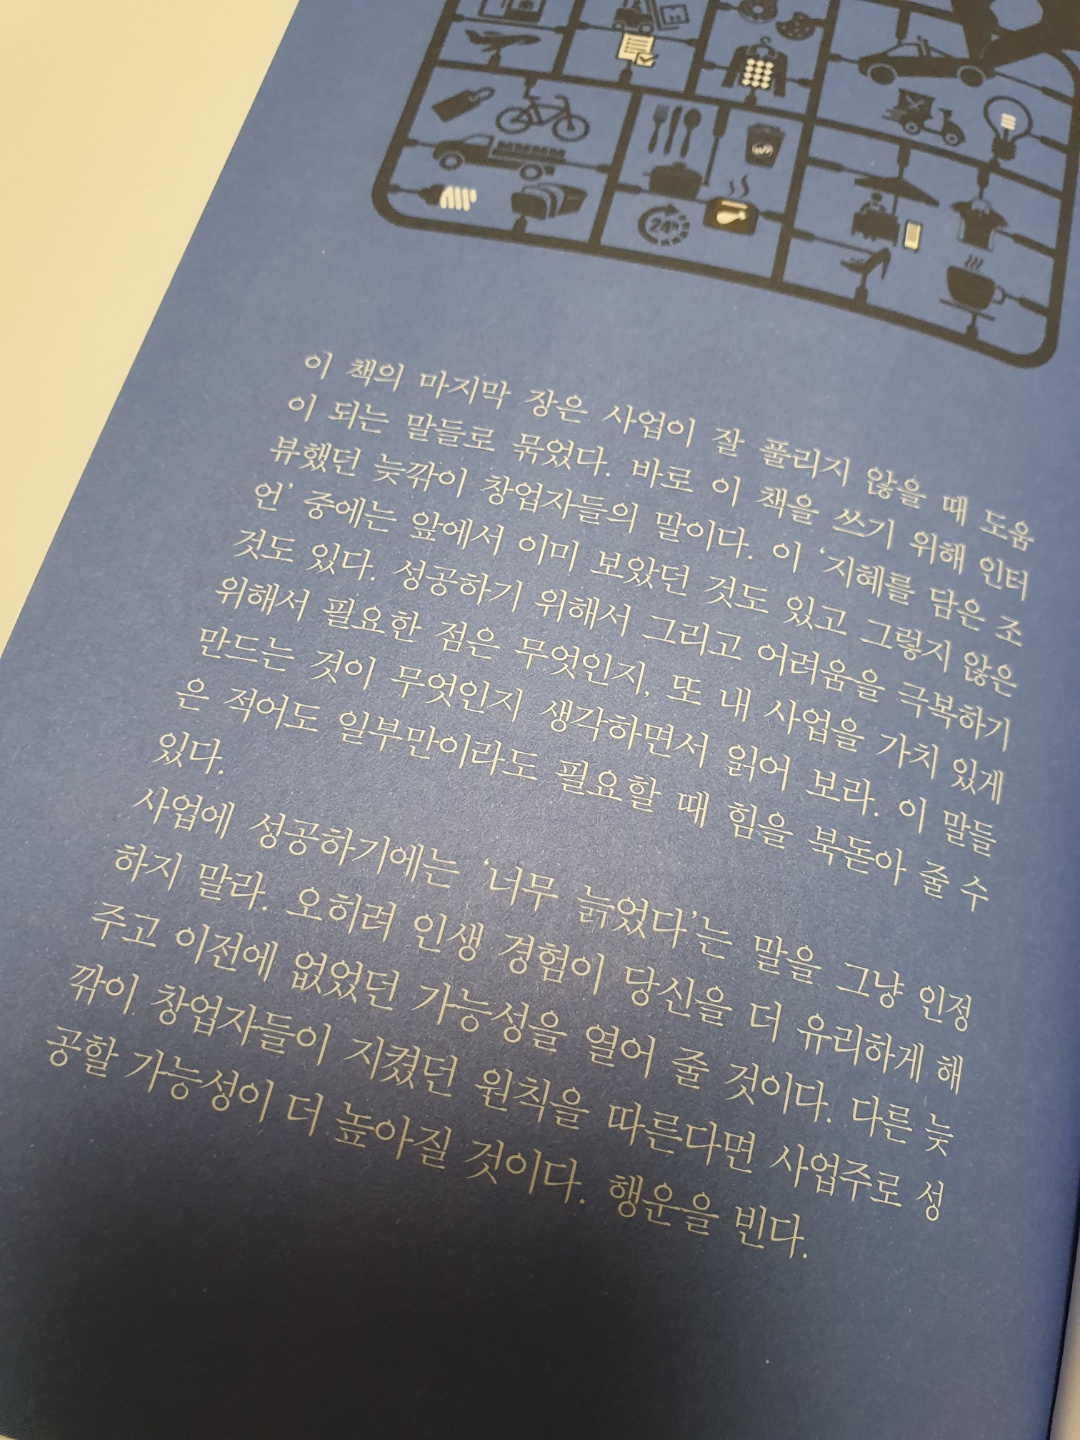 24h
이 책의 마지막 장은 사업이 잘 풀리지 않을 때 도움
이 되는 말들로 묶었다. 바로 이 책을 쓰기 위해 인터
뷰했던 늦깎이 창업자들의 말이다. 이 ‘지혜를 담은 조
언’ 중에는 앞에서 이미 보았던 것도 있고 그렇지 않은
것도 있다. 성공하기 위해서 그리고 어려움을 극복하기
위해서 필요한 점은 무엇인지, 또 내 사업을 가치 있게
만드는 것이 무엇인지 생각하면서 읽어 보라. 이 말들
은 적어도 일부만이라도 필요할 때 힘을 북돋아 줄 수
있다.
사업에 성공하기에는 ‘너무 늙었다’는 말을 그냥 인정
하지 말라. 오히려 인생 경험이 당신을 더 유리하게 해
주고 이전에 없었던 가능성을 열어 줄 것이다. 다른 늦
깎이 창업자들이 지켰던 원칙을 따른다면 사업주로 성
공할 가능성이 더 높아질 것이다. 행운을 빈다.